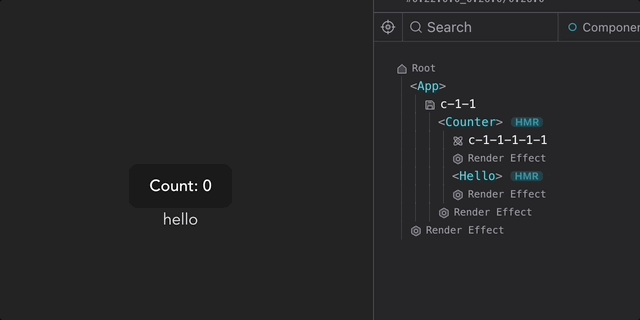 Count: 0
hello
Search
Componen
Root
<App>
c-1-1
<Counter> HMR
c-1-1-1-1-1
Render Effect
<Hello> HMR
Render Effect
Render Effect
Render Effect